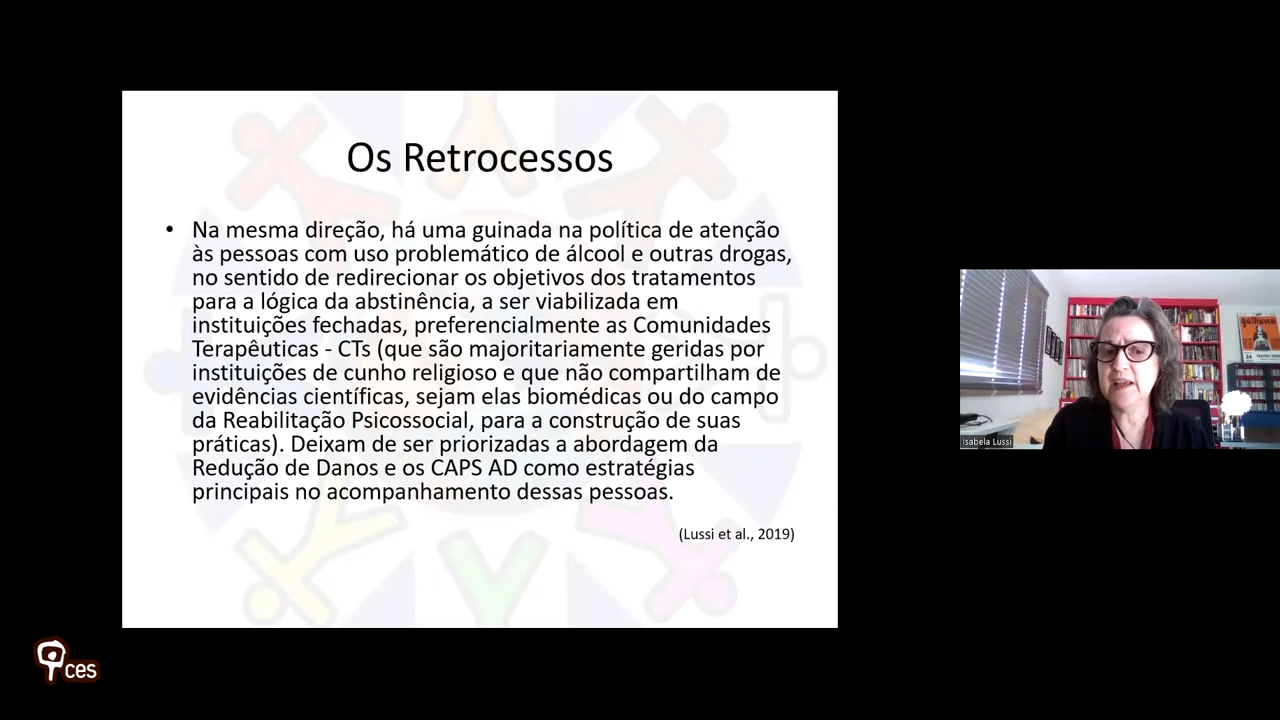 Os Retrocessos
• Na mesma direção, há uma guinada na política de atenção
às pessoas com uso problemático de álcool e outras drogas,
no sentido de redirecionar os objetivos dos tratamentos
para a lógica da abstinência, a ser viabilizada em
instituições fechadas, preferencialmente as Comunidades
Terapêuticas - CTs (que são majoritariamente geridas por
instituições de cunho religioso e que não compartilham de
evidências científicas, sejam elas biomédicas ou do campo
da Reabilitação Psicossocial, para a construção de suas
práticas). Deixam de ser priorizadas a abordagem da
Redução de Danos e os CAPS AD como estratégias
principais no acompanhamento dessas pessoas.
(Lussi et al., 2019)
Isabela Lussi
ces